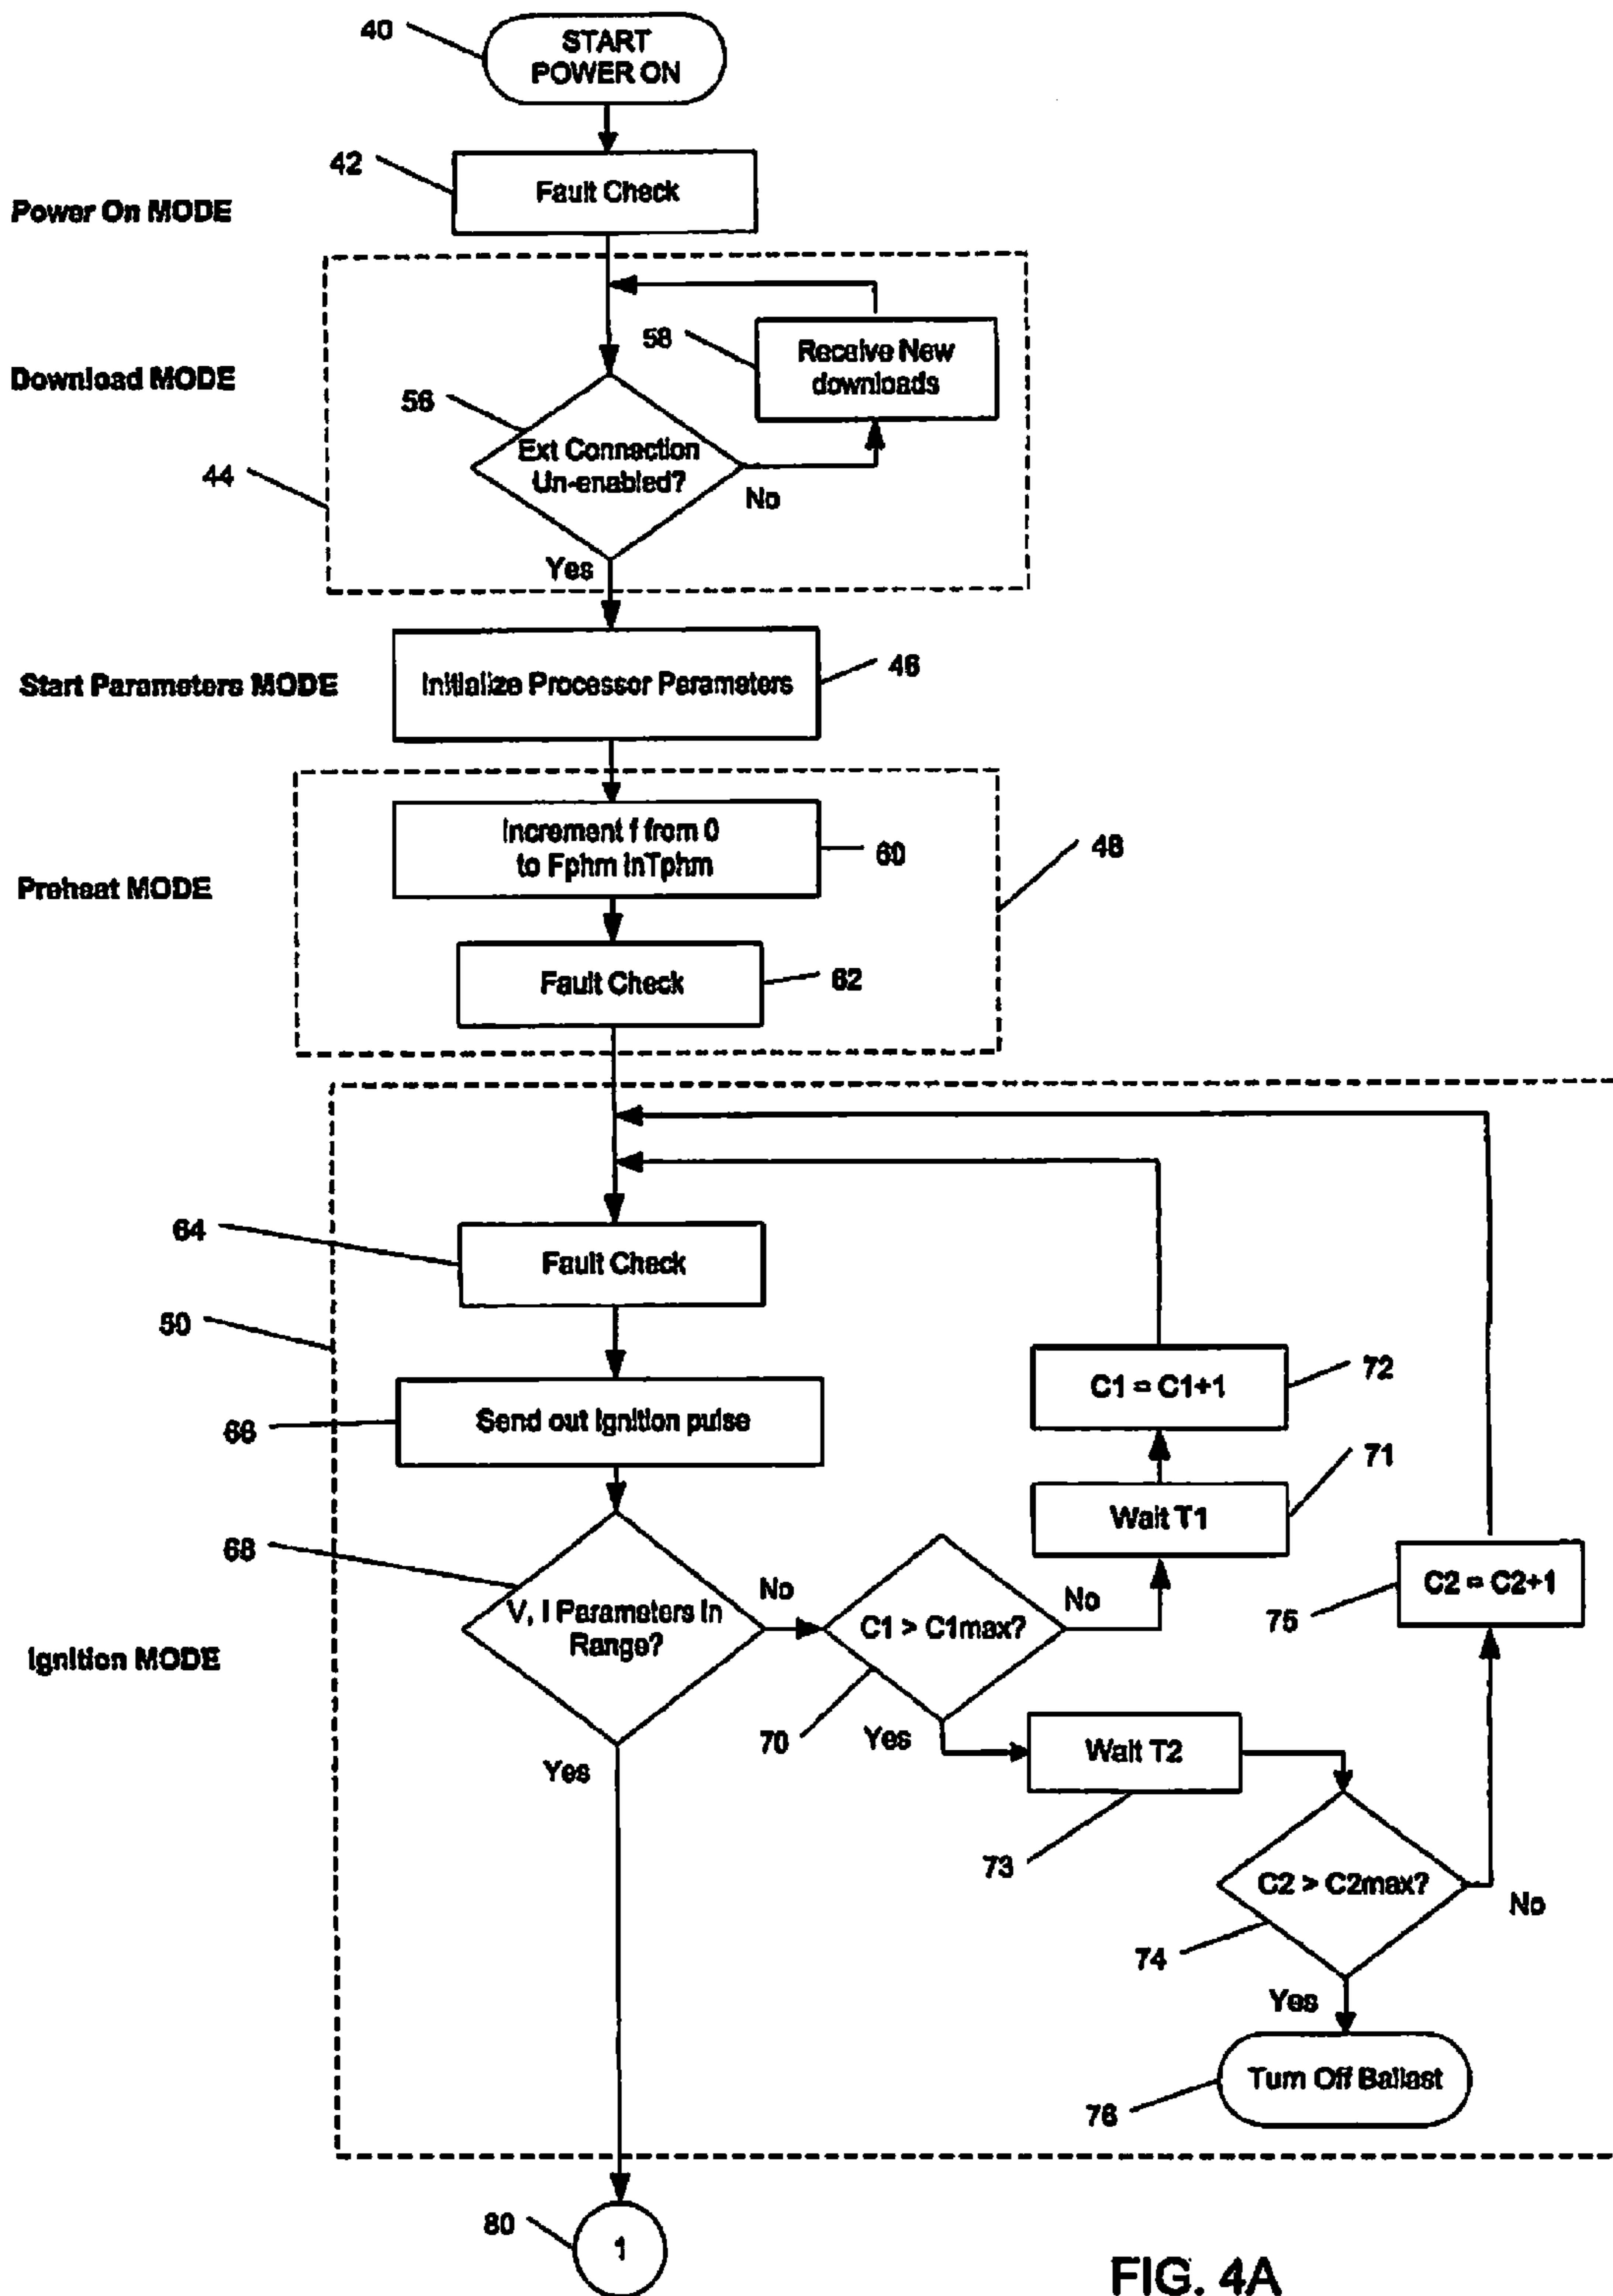 40
START
POWER ON
42
Fault Check
Power On MODE
58
Receive New
downloads
Download MODE
56
Ext Connection
Un-enabled?
44
No
Yes
Start Parameters MODE
Initialize Processor Parameters
46
Increment f from 0
to Fphm inTphm
60
48
Preheat MODE
Fault Check
62
64
Fault Check
50
72
C1 = C1+1
66
Send out Ignition pulse
71
Wait T1
68
No
V, I Parameters In
Range?
C1 > C1max?
No
C2 = C2+1
75
Ignition MODE
70
Yes
Wait T2
Yes
73
C2 > C2max?
No
74
Yes
Turn Off Ballast
76
80
1
FIG. 4A